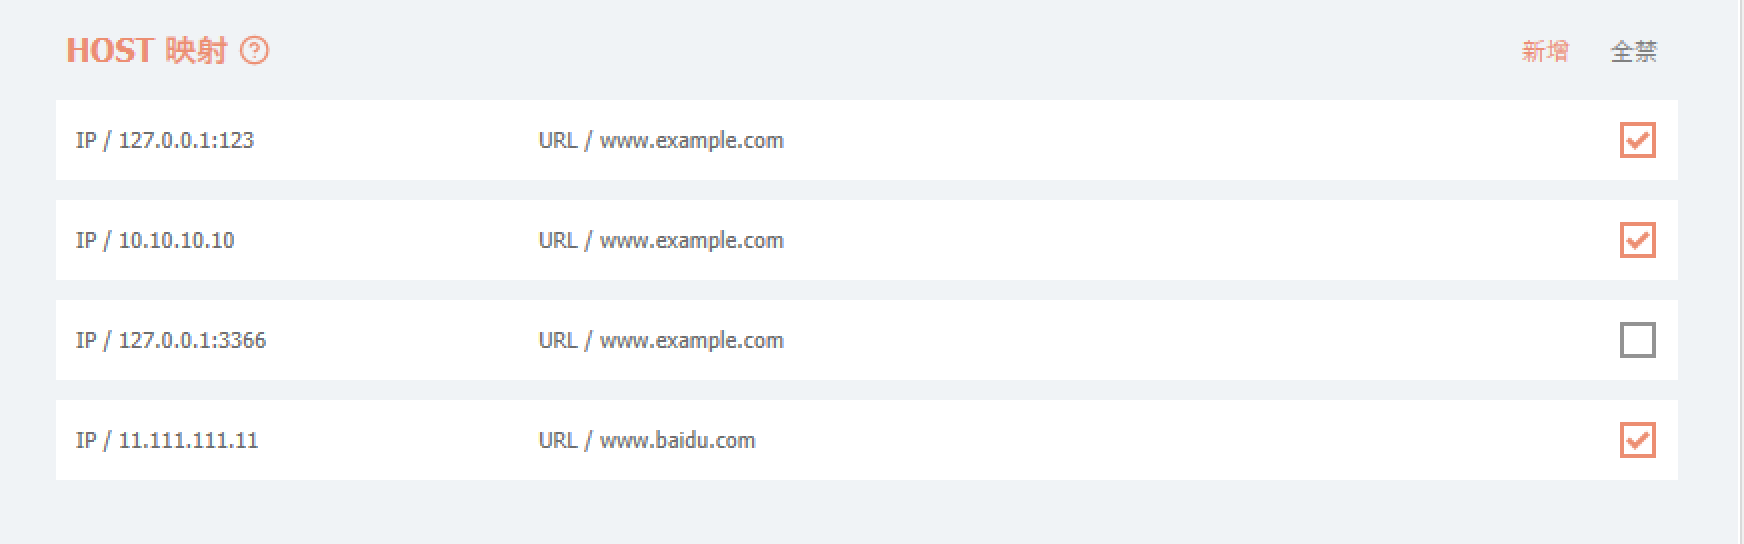 HOST 映射 ?
新增 全禁
IP / 127.0.0.1:123 URL / www.example.com
IP / 10.10.10.10 URL / www.example.com
IP / 127.0.0.1:3366 URL / www.example.com
IP / 11.111.111.11 URL / www.baidu.com